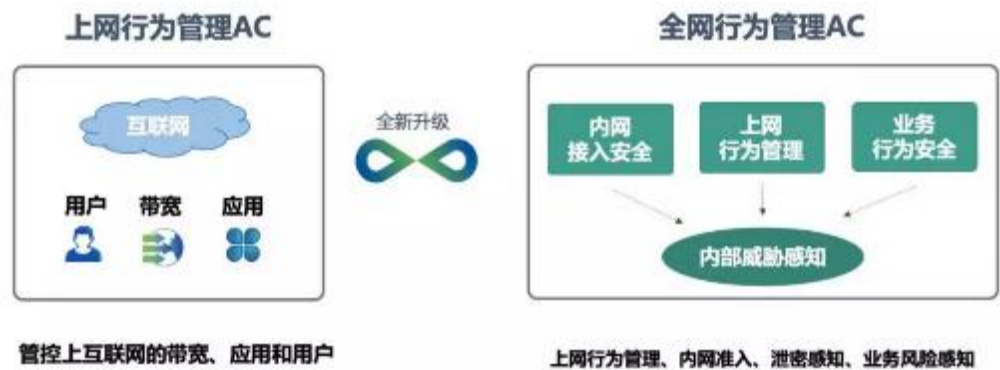 上网行为管理AC
全网行为管理AC
互联网
用户 带宽 应用
全新升级
内网
接入安全
上网
行为管理
业务
行为安全
内部威胁感知
管控上互联网的带宽、应用和用户
上网行为管理、内网准入、泄密感知、业务风险感知